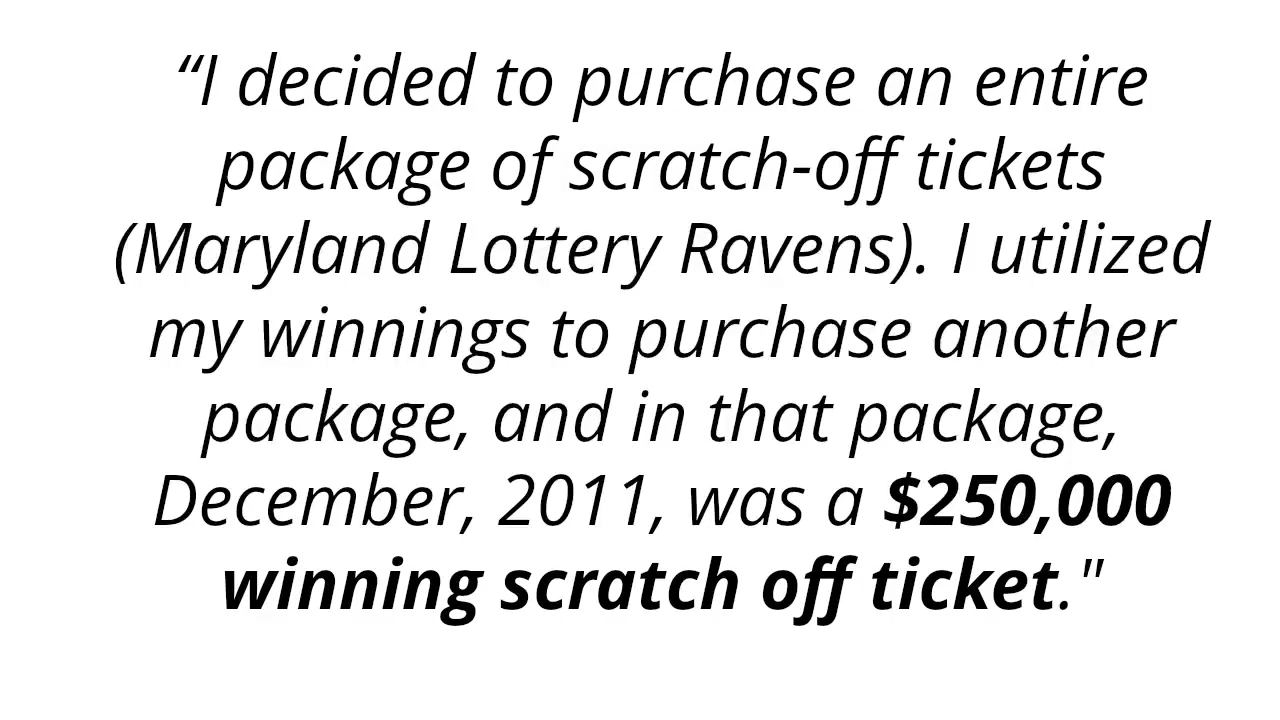 “I decided to purchase an entire
package of scratch-off tickets
(Maryland Lottery Ravens). I utilized
my winnings to purchase another
package, and in that package,
December, 2011, was a $250,000
winning scratch off ticket."